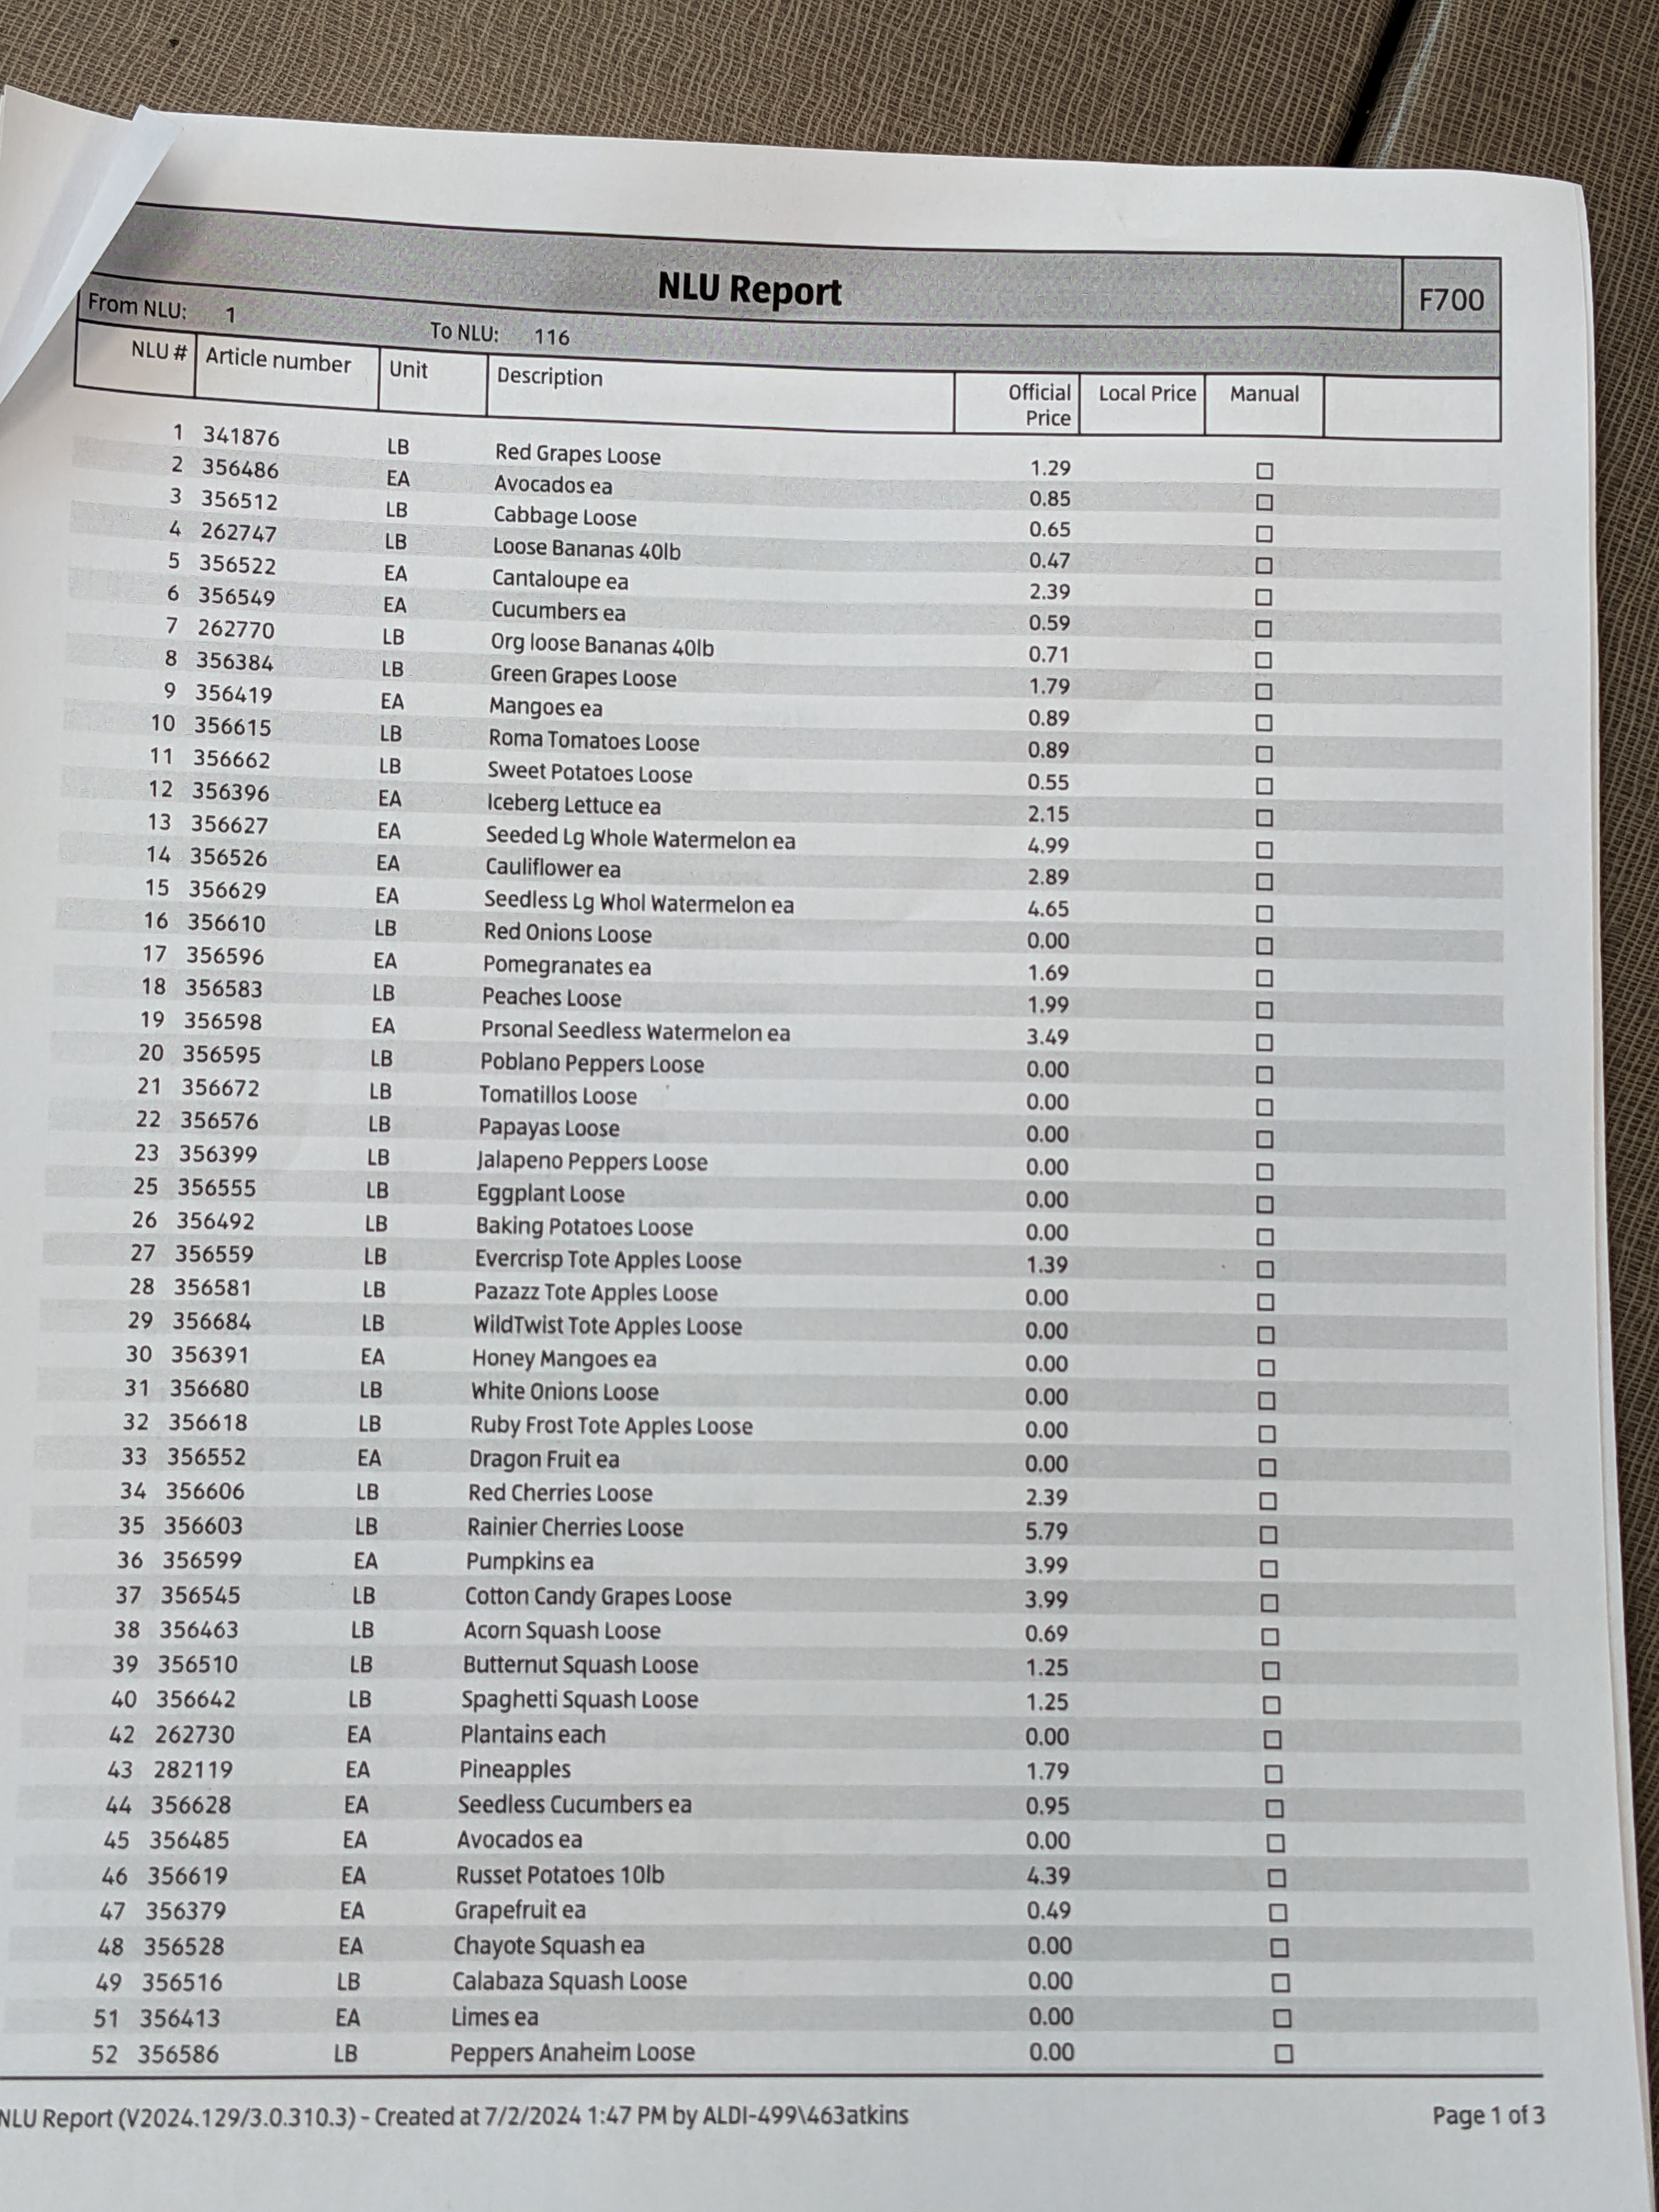 NLU Report F700
From NLU: 1 To NLU: 116
NLU # Article number Unit Description Official Price Local Price Manual
1 341876 LB Red Grapes Loose 1.29
2 356486 EA Avocados ea 0.85
3 356512 LB Cabbage Loose 0.65
4 262747 LB Loose Bananas 40lb 0.47
5 356522 EA Cantaloupe ea 2.39
6 356549 EA Cucumbers ea 0.59
7 262770 LB Org loose Bananas 40lb 0.71
8 356384 LB Green Grapes Loose 1.79
9 356419 EA Mangoes ea 0.89
10 356615 LB Roma Tomatoes Loose 0.89
11 356662 LB Sweet Potatoes Loose 0.55
12 356396 EA Iceberg Lettuce ea 2.15
13 356627 EA Seeded Lg Whole Watermelon ea 4.99
14 356526 EA Cauliflower ea 2.89
15 356629 EA Seedless Lg Whol Watermelon ea 4.65
16 356610 LB Red Onions Loose 0.00
17 356596 EA Pomegranates ea 1.69
18 356583 LB Peaches Loose 1.99
19 356598 EA Prsonal Seedless Watermelon ea 3.49
20 356595 LB Poblano Peppers Loose 0.00
21 356672 LB Tomatillos Loose 0.00
22 356576 LB Papayas Loose 0.00
23 356399 LB Jalapeno Peppers Loose 0.00
25 356555 LB Eggplant Loose 0.00
26 356492 LB Baking Potatoes Loose 0.00
27 356559 LB Evercrisp Tote Apples Loose 1.39
28 356581 LB Pazazz Tote Apples Loose 0.00
29 356684 LB WildTwist Tote Apples Loose 0.00
30 356391 EA Honey Mangoes ea 0.00
31 356680 LB White Onions Loose 0.00
32 356618 LB Ruby Frost Tote Apples Loose 0.00
33 356552 EA Dragon Fruit ea 0.00
34 356606 LB Red Cherries Loose 2.39
35 356603 LB Rainier Cherries Loose 5.79
36 356599 EA Pumpkins ea 3.99
37 356545 LB Cotton Candy Grapes Loose 3.99
38 356463 LB Acorn Squash Loose 0.69
39 356510 LB Butternut Squash Loose 1.25
40 356642 LB Spaghetti Squash Loose 1.25
42 262730 EA Plantains each 0.00
43 282119 EA Pineapples 1.79
44 356628 EA Seedless Cucumbers ea 0.95
45 356485 EA Avocados ea 0.00
46 356619 EA Russet Potatoes 10lb 4.39
47 356379 EA Grapefruit ea 0.49
48 356528 EA Chayote Squash ea 0.00
49 356516 LB Calabaza Squash Loose 0.00
51 356413 EA Limes ea 0.00
52 356586 LB Peppers Anaheim Loose 0.00
NLU Report (V2024.129/3.0.310.3) - Created at 7/2/2024 1:47 PM by ALDI-499\463atkins Page 1 of 3